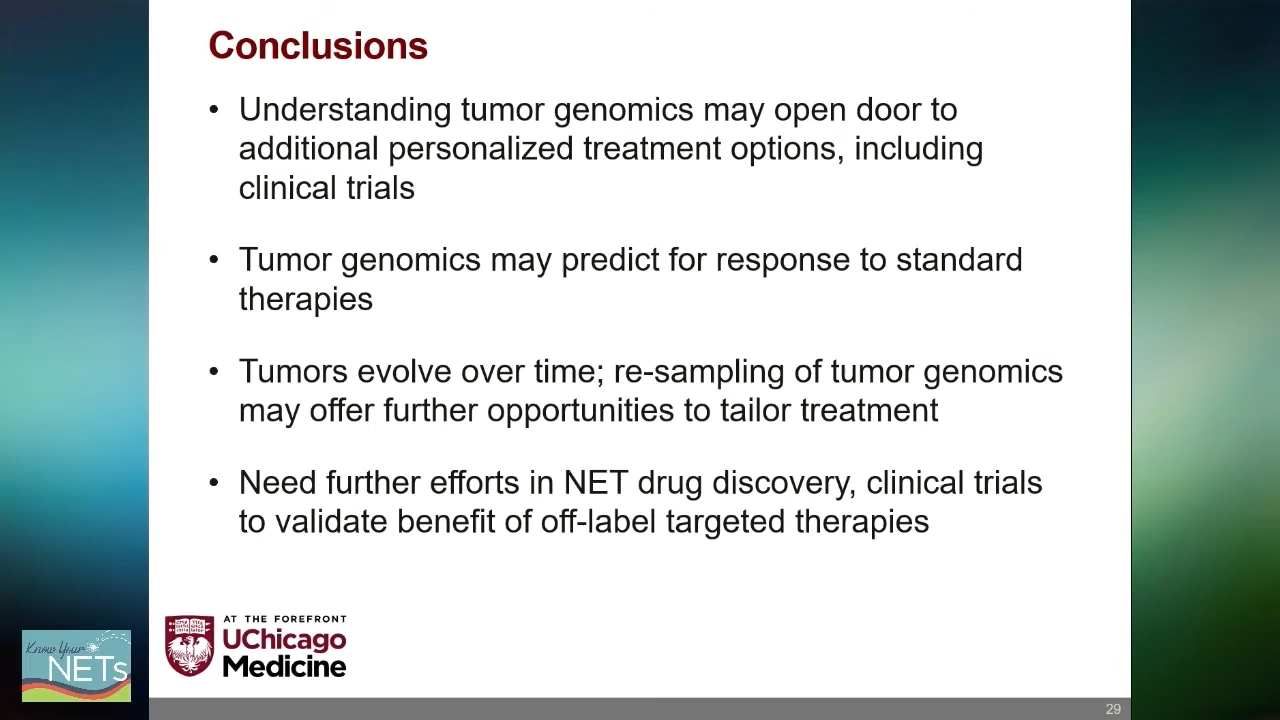 Conclusions
• Understanding tumor genomics may open door to
additional personalized treatment options, including
clinical trials
• Tumor genomics may predict for response to standard
therapies
• Tumors evolve over time; re-sampling of tumor genomics
may offer further opportunities to tailor treatment
• Need further efforts in NET drug discovery, clinical trials
to validate benefit of off-label targeted therapies
AT THE FOREFRONT
UChicago
Medicine
Know Your
NETs
29